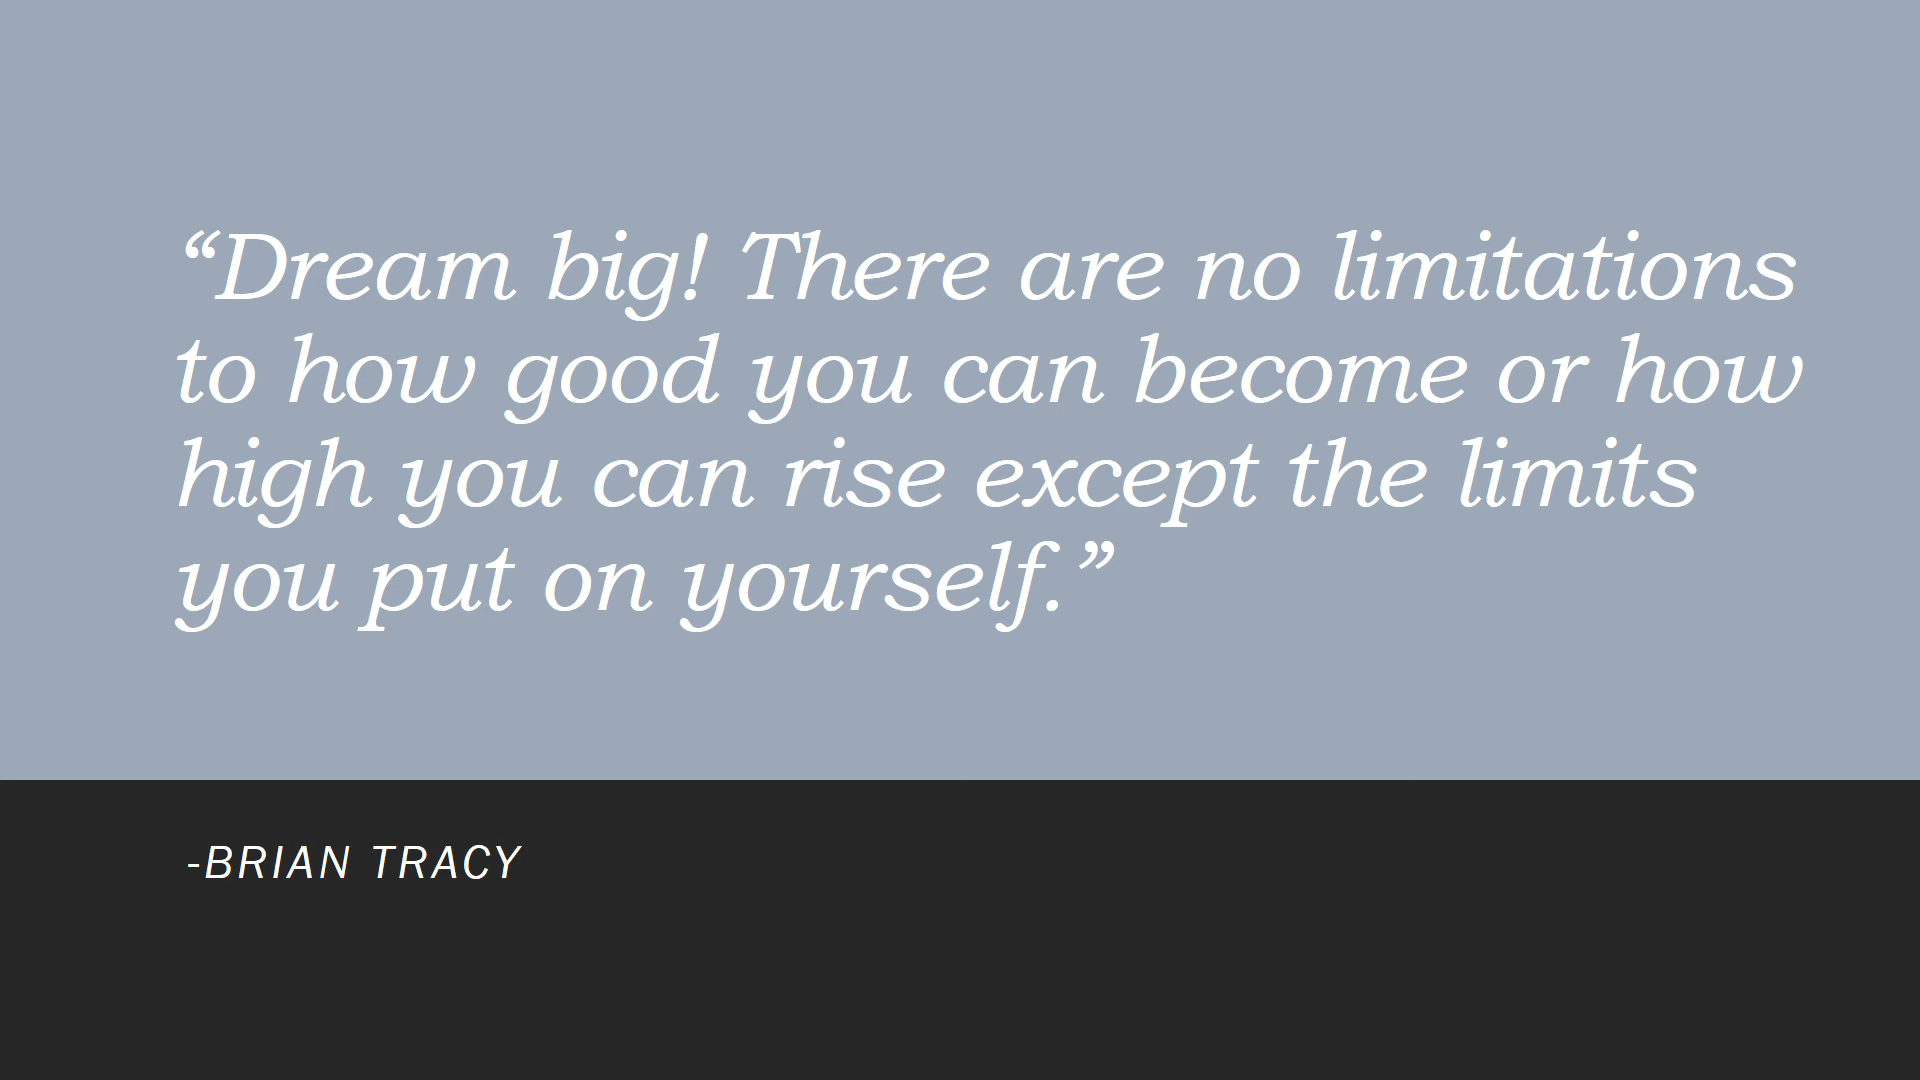 “Dream big! There are no limitations
to how good you can become or how
high you can rise except the limits
you put on yourself.”
-BRIAN TRACY